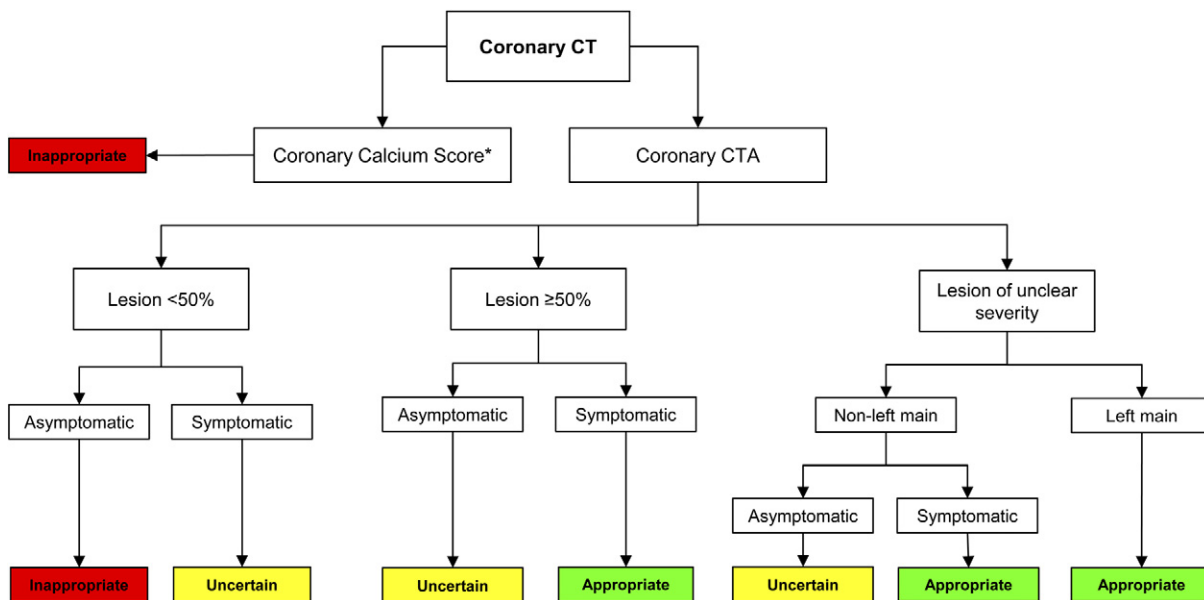 Coronary CT
Inappropriate
Coronary Calcium Score*
Coronary CTA
Lesion <50%
Lesion ≥50%
Lesion of unclear
severity
Asymptomatic
Symptomatic
Asymptomatic
Symptomatic
Non-left main
Left main
Asymptomatic
Symptomatic
Inappropriate
Uncertain
Uncertain
Appropriate
Uncertain
Appropriate
Appropriate